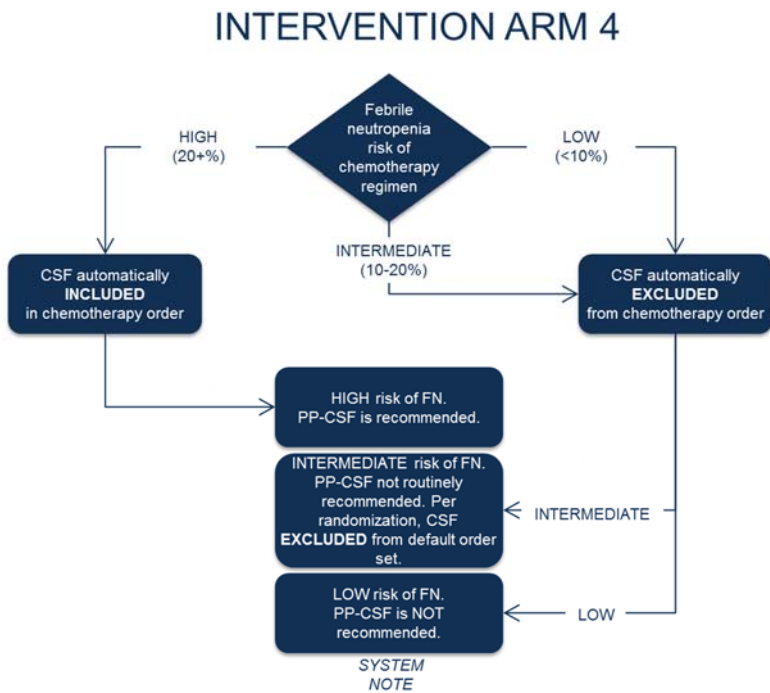 INTERVENTION ARM 4
Febrile
neutropenia
risk of
chemotherapy
regimen
HIGH
(20+%)
LOW
(<10%)
INTERMEDIATE
(10-20%)
CSF automatically
INCLUDED
in chemotherapy order
CSF automatically
EXCLUDED
from chemotherapy order
HIGH risk of FN.
PP-CSF is recommended.
INTERMEDIATE risk of FN.
PP-CSF not routinely
recommended. Per
randomization, CSF
EXCLUDED from default order
set.
INTERMEDIATE
LOW risk of FN.
PP-CSF is NOT
recommended.
LOW
SYSTEM
NOTE